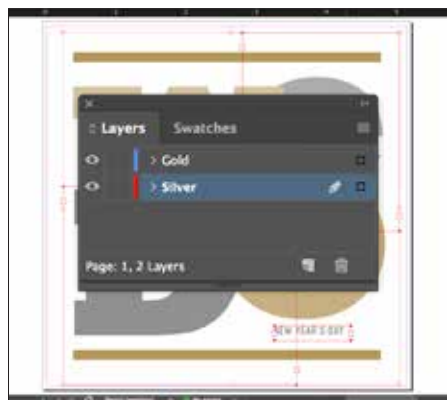 Layers Swatches
Gold
Silver
Page: 1, 2 Layers
NEW YEAR'S DAY